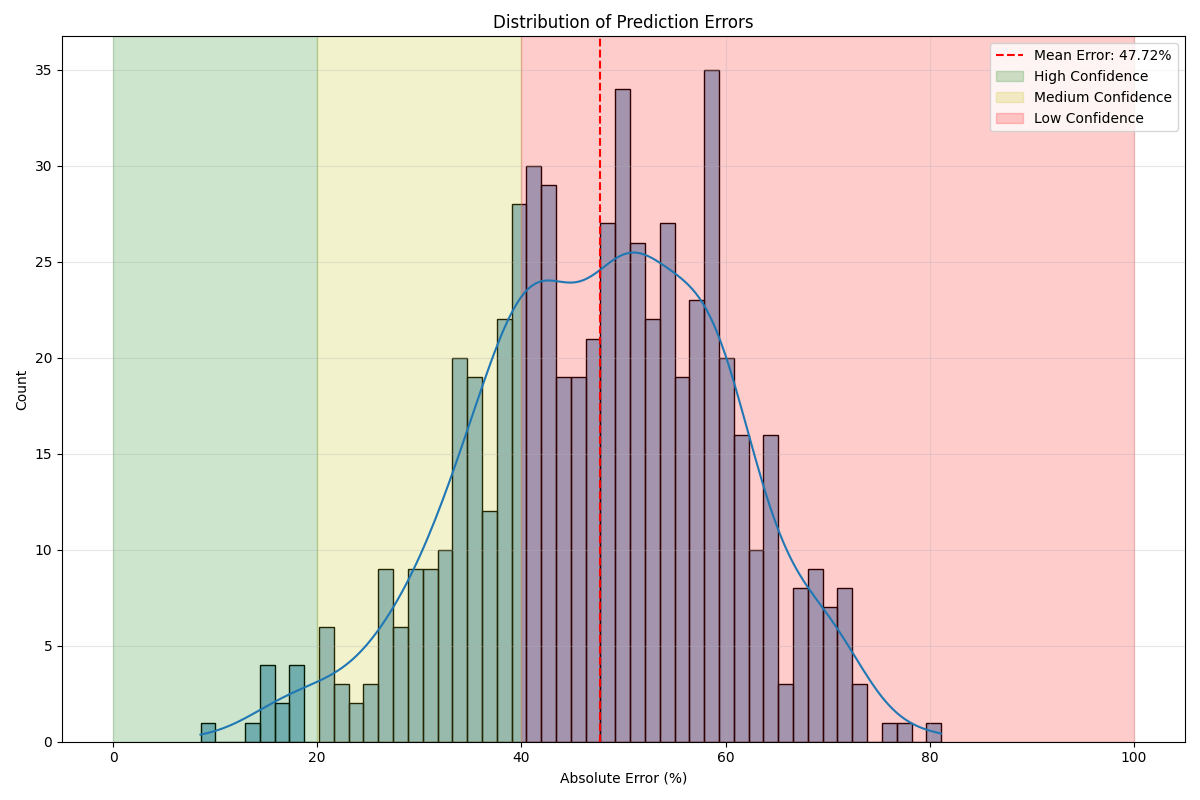 Distribution of Prediction Errors
Mean Error: 47.72%
High Confidence
Medium Confidence
Low Confidence
35
30
25
20
15
10
5
0
Count
0 20 40 60 80 100
Absolute Error (%)